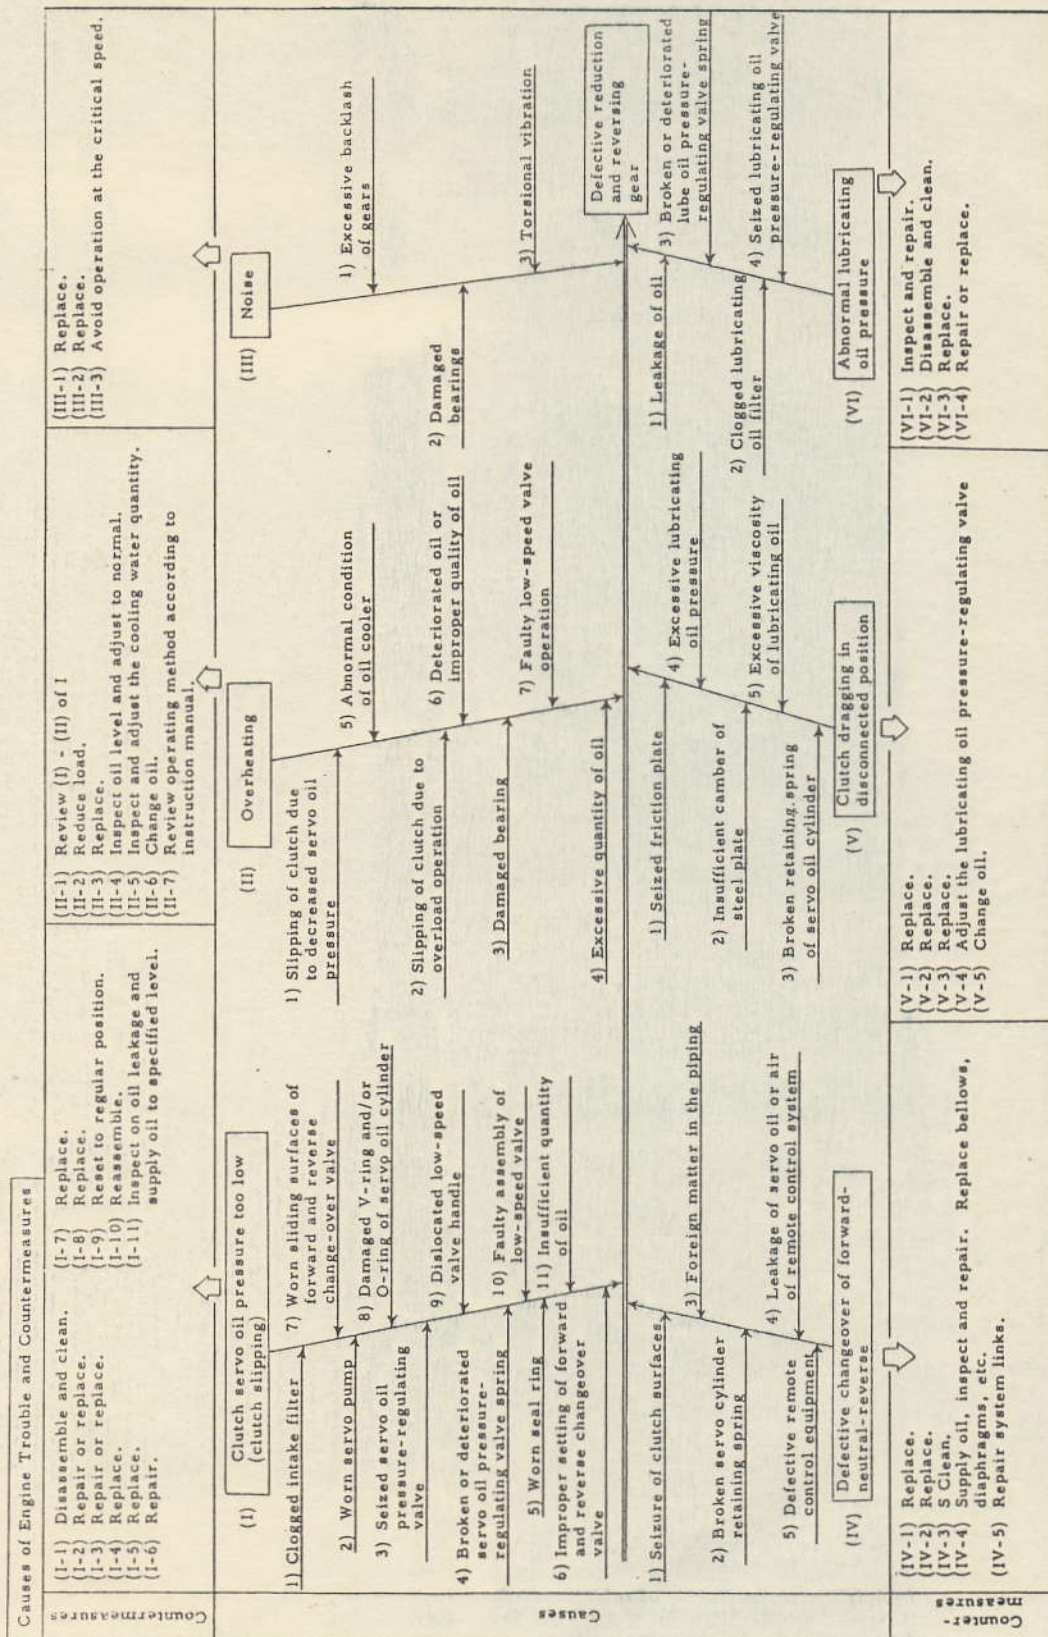 Causes of Engine Trouble and Countermeasures
Countermeasures
(I-1) Disassemble and clean.
(I-2) Repair or replace.
(I-3) Repair or replace.
(I-4) Replace.
(I-5) Replace.
(I-6) Repair.
(I-7) Replace.
(I-8) Replace.
(I-9) Reset to regular position.
(I-10) Reassemble.
(I-11) Inspect on oil leakage and
supply oil to specified level.
(II-1) Review (I) - (II) of I
(II-2) Reduce load.
(II-3) Replace.
(II-4) Inspect oil level and adjust to normal.
(II-5) Inspect and adjust the cooling water quantity.
(II-6) Change oil.
(II-7) Review operating method according to
instruction manual.
(III-1) Replace.
(III-2) Replace.
(III-3) Avoid operation at the critical speed.
Causes
(I)
Clutch servo oil pressure too low
(clutch slipping)
1) Clogged intake filter
2) Worn servo pump
3) Seized servo oil
pressure-regulating
valve
4) Broken or deteriorated
servo oil pressure-
regulating valve spring
5) Worn seal ring
6) Improper setting of forward
and reverse changeover
valve
7) Worn sliding surfaces of
forward and reverse
change-over valve
8) Damaged V-ring and/or
O-ring of servo oil cylinder
9) Dislocated low-speed
valve handle
10) Faulty assembly of
low-speed valve
11) Insufficient quantity
of oil
(II)
Overheating
1) Slipping of clutch due
to decreased servo oil
pressure
2) Slipping of clutch due to
overload operation
3) Damaged bearing
4) Excessive quantity of oil
5) Abnormal condition
of oil cooler
6) Deteriorated oil or
improper quality of oil
7) Faulty low-speed valve
operation
(III)
Noise
1) Excessive backlash
of gears
2) Damaged
bearings
3) Torsional vibration
Defective reduction
and reversing
gear
1) Seizure of clutch surfaces
2) Broken servo cylinder
retaining spring
3) Foreign matter in the piping
4) Leakage of servo oil or air
of remote control system
5) Defective remote
control equipment
(IV)
Defective changeover of forward-
neutral-reverse
1) Seized friction plate
2) Insufficient camber of
steel plate
3) Broken retaining spring
of servo oil cylinder
4) Excessive lubricating
oil pressure
5) Excessive viscosity
of lubricating oil
(V)
Clutch dragging in
disconnected position
1) Leakage of oil
2) Clogged lubricating
oil filter
3) Broken or deteriorated
lube oil pressure-
regulating valve spring
4) Seized lubricating oil
pressure-regulating valve
(VI)
Abnormal lubricating
oil pressure
Counter-
measures
(IV-1) Replace.
(IV-2) Replace.
(IV-3) S Clean.
(IV-4) Supply oil, inspect and repair. Replace bellows,
diaphragms, etc.
(IV-5) Repair system links.
(V-1) Replace.
(V-2) Replace.
(V-3) Replace.
(V-4) Adjust the lubricating oil pressure-regulating valve
(V-5) Change oil.
(VI-1) Inspect and repair.
(VI-2) Disassemble and clean.
(VI-3) Replace.
(VI-4) Repair or replace.